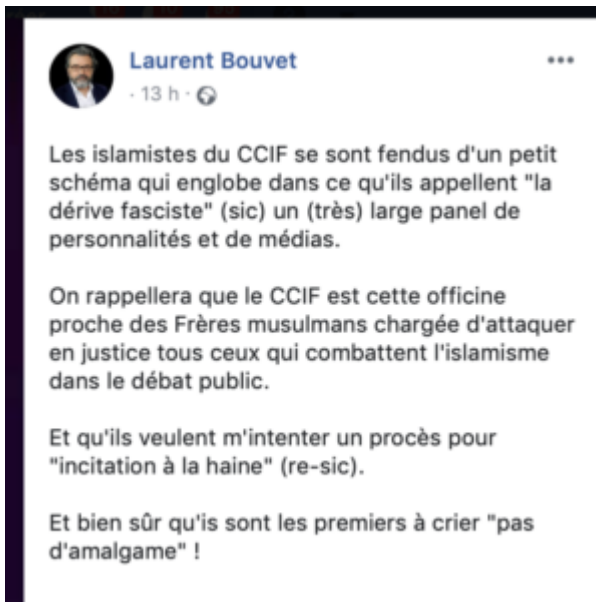 Laurent Bouvet
· 13 h ·
Les islamistes du CCIF se sont fendus d'un petit
schéma qui englobe dans ce qu'ils appellent "la
dérive fasciste" (sic) un (très) large panel de
personnalités et de médias.
On rappellera que le CCIF est cette officine
proche des Frères musulmans chargée d'attaquer
en justice tous ceux qui combattent l'islamisme
dans le débat public.
Et qu'ils veulent m'intenter un procès pour
"incitation à la haine" (re-sic).
Et bien sûr qu'is sont les premiers à crier "pas
d'amalgame" !